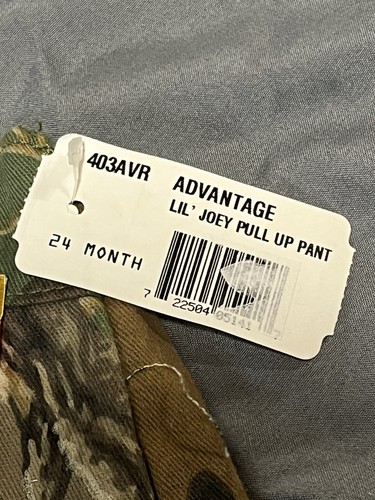 403AVR
ADVANTAGE
LIL' JOEY PULL UP PANT
24 MONTH
7 22504 05141 7